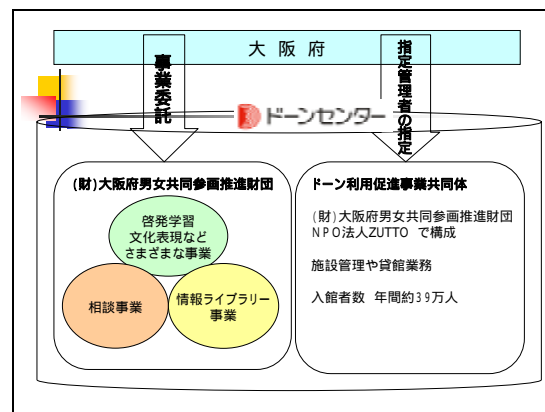 大阪府
事業委託
指定管理者の指定
ドーンセンター
(財)大阪府男女共同参画推進財団
啓発学習
文化表現など
さまざまな事業
相談事業
情報ライブラリー
事業
ドーン利用促進事業共同体
(財)大阪府男女共同参画推進財団
NPO法人ZUTTO で構成
施設管理や貸館業務
入館者数 年間約39万人